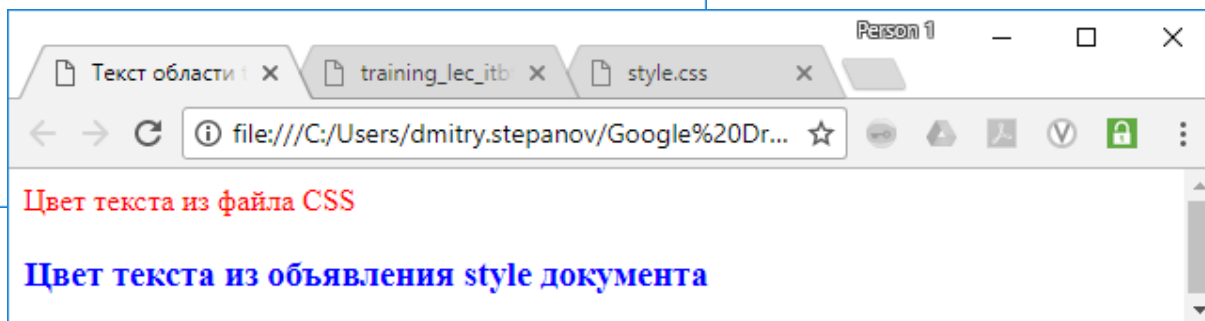 Person 1
Текст области
training_lec_itb
style.css
file:///C:/Users/dmitry.stepanov/Google%20Dr...
Цвет текста из файла CSS
Цвет текста из объявления style документа